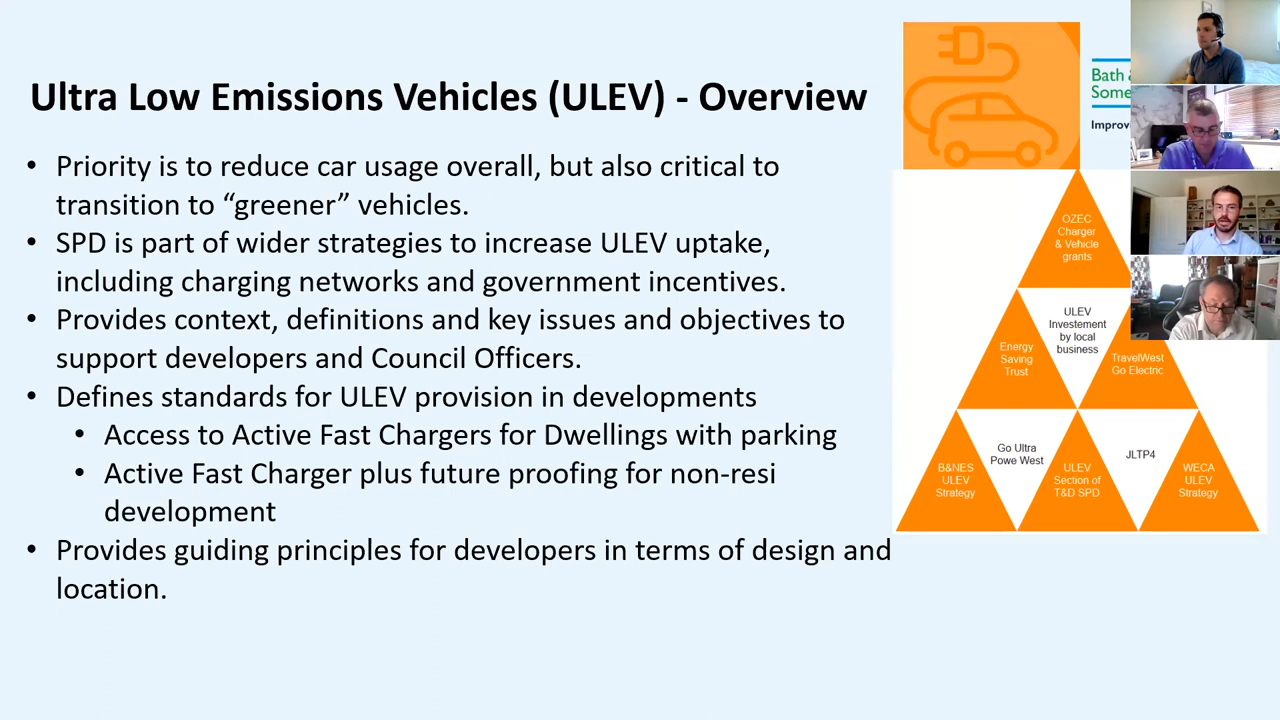 Ultra Low Emissions Vehicles (ULEV) - Overview
• Priority is to reduce car usage overall, but also critical to
transition to “greener” vehicles.
• SPD is part of wider strategies to increase ULEV uptake,
including charging networks and government incentives.
• Provides context, definitions and key issues and objectives to
support developers and Council Officers.
• Defines standards for ULEV provision in developments
• Access to Active Fast Chargers for Dwellings with parking
• Active Fast Charger plus future proofing for non-resi
development
• Provides guiding principles for developers in terms of design and
location.
Bath &
Some
Improv
OZEC
Charger
& Vehicle
grants
ULEV
Investement
by local
business
Energy
Saving
Trust
TravelWest
Go Electric
Go Ultra
Powe West
JLTP4
B&NES
ULEV
Strategy
ULEV
Section of
T&D SPD
WECA
ULEV
Strategy